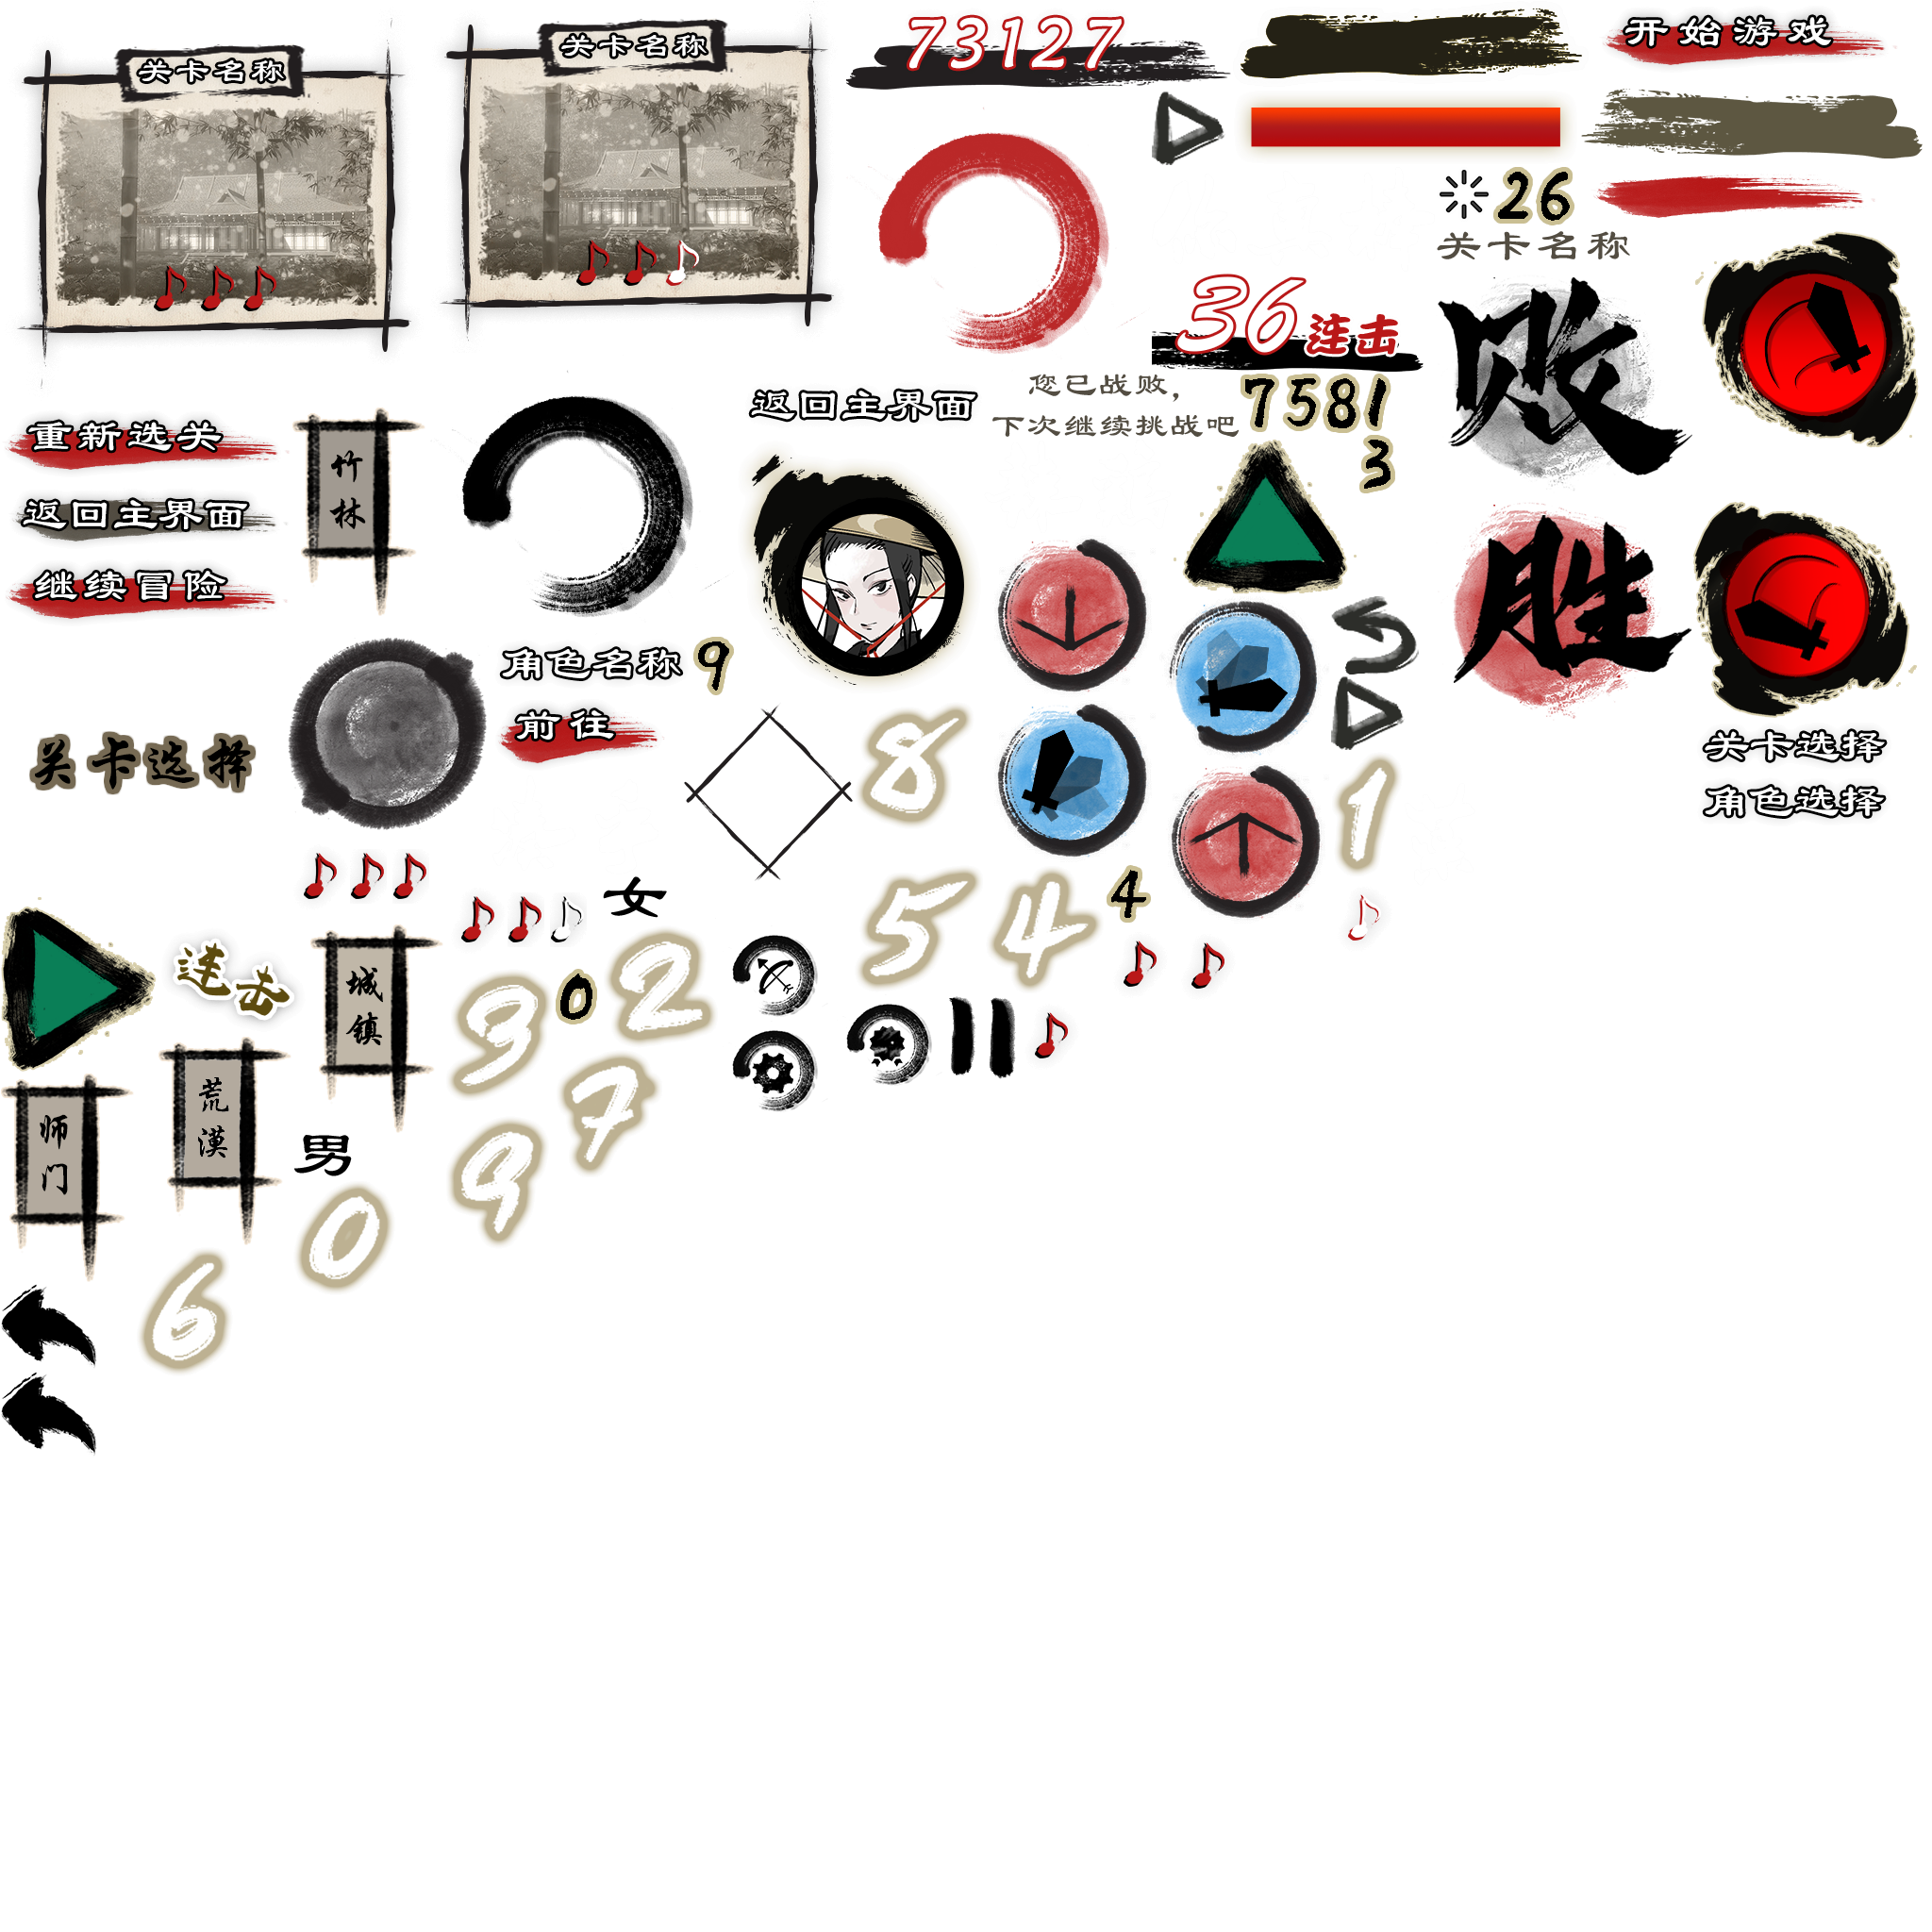 关卡名称
关卡名称
73127
开始游戏
26
关卡名称
36连击
败
您已战败，
下次继续挑战吧
7581
3
返回主界面
重新选关
返回主界面
继续冒险
竹林
胜
角色名称
9
前往
关卡选择
8
1
关卡选择
角色选择
女
5
4
4
连击
城镇
3
0
2
师门
荒漠
男
7
9
0
6